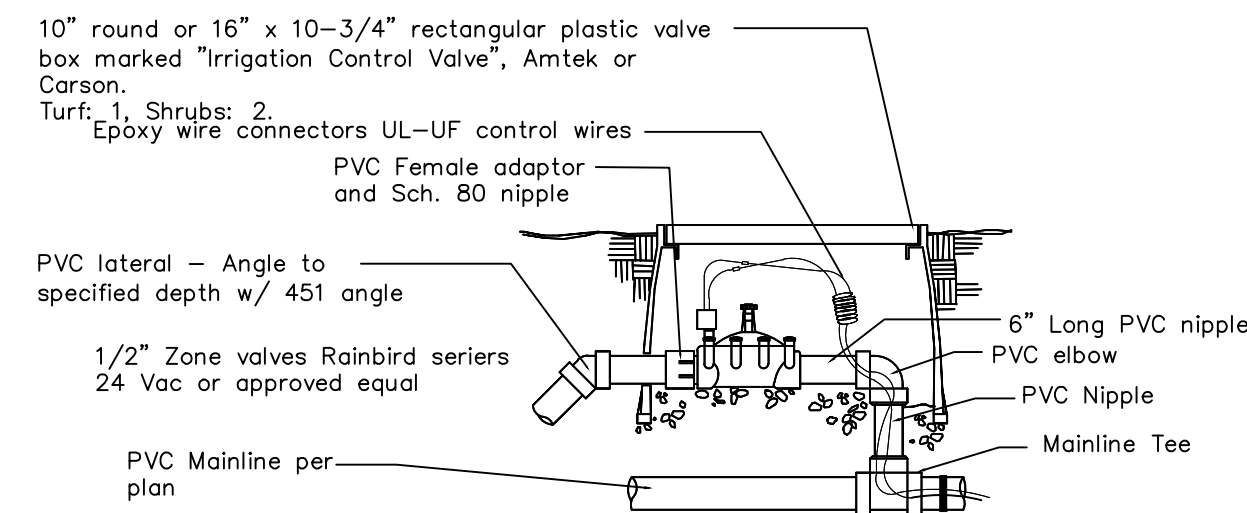 10” round or 16” x 10-3/4” rectangular plastic valve
box marked ”Irrigation Control Valve”, Amtek or
Carson.
Turf: 1, Shrubs: 2.
Epoxy wire connectors UL-UF control wires
PVC Female adaptor
and Sch. 80 nipple
PVC lateral - Angle to
specified depth w/ 451 angle
6” Long PVC nipple
1/2” Zone valves Rainbird seriers
24 Vac or approved equal
PVC elbow
PVC Nipple
Mainline Tee
PVC Mainline per
plan